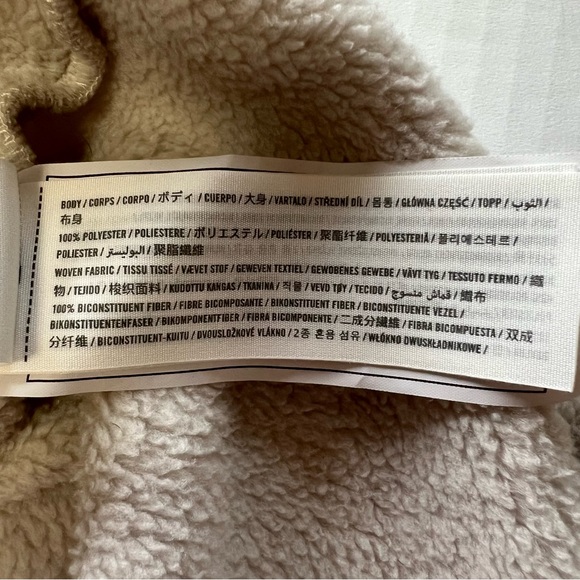 BODY / CORPS / CORPO / ボディ / CUERPO / 大身 / VARTALO / STŘEDNÍ DÍL / 몸통 / GŁÓWNA CZĘŚĆ / TOPP / الثوب /
布身
100% POLYESTER / POLIESTERE / ポリエステル / POLIÉSTER / 聚酯纤维 / POLYESTERIÄ / 폴리에스테르 /
POLIESTER / البوليستر / 聚脂纖維
WOVEN FABRIC / TISSU TISSÉ / VÆVET STOF / GEWEVEN TEXTIEL / GEWOBENES GEWEBE / VÄVT TYG / TESSUTO FERMO / 織
物 / TEJIDO / 梭织面料 / KUDOTTU KANGAS / TKANINA / 직물 / VEVD TØY / TECIDO / قماش منسوج / 織布
100% BICONSTITUENT FIBER / FIBRE BICOMPOSANTE / BIKONSTITUENT FIBER / BICONSTITUENTE VEZEL /
BIKONSTITUENTENFASER / BIKOMPONENTFIBER / FIBRA BICOMPONENTE / 二成分繊維 / FIBRA BICOMPUESTA / 双成
分纤维 / BICONSTITUENT-KUITU / DVOUSLOŽKOVÉ VLÁKNO / 2종 혼용 섬유 / WŁÓKNO DWUSKŁADNIKOWE /